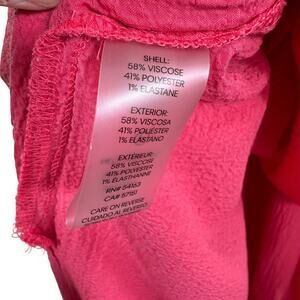 SHELL:
58% VISCOSE
41% POLYESTER
1% ELASTANE
EXTERIOR:
58% VISCOSA
41% POLIÉSTER
1% ELASTANO
EXTÉRIEUR:
58% VISCOSE
41% POLYESTER
1% ÉLASTHANNE
RN# 54163
CA# 57151
CARE ON REVERSE
CUIDADO AL REVERSO